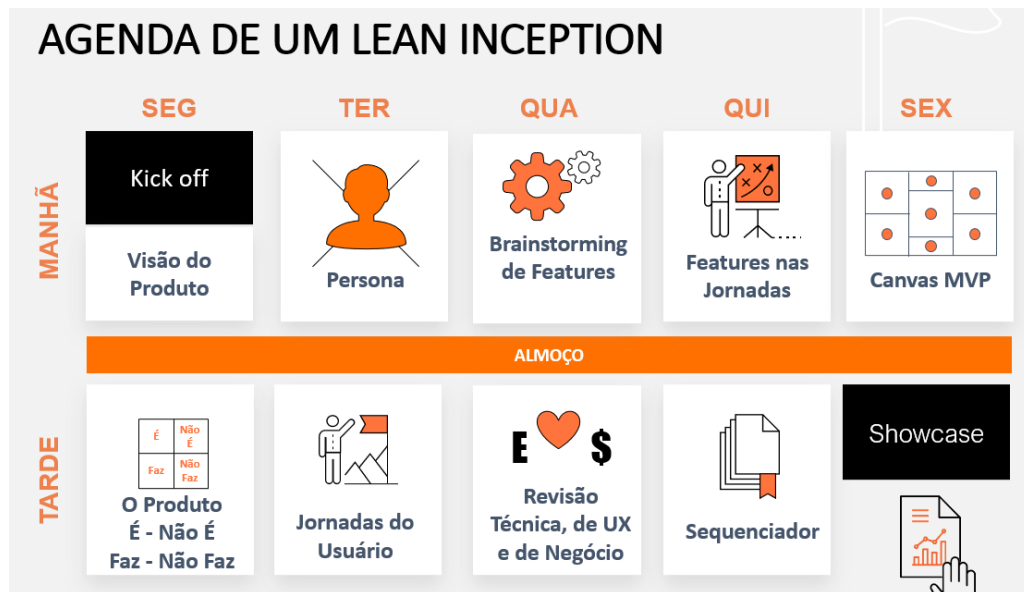 AGENDA DE UM LEAN INCEPTION
SEG
TER
QUA
QUI
SEX
MANHÃ
Kick off
Visão do
Produto
Persona
Brainstorming
de Features
Features nas
Jornadas
Canvas MVP
ALMOÇO
TARDE
É
Não
É
Faz
Não
Faz
O Produto
É - Não É
Faz - Não Faz
Jornadas do
Usuário
E $
Revisão
Técnica, de UX
e de Negócio
Sequenciador
Showcase